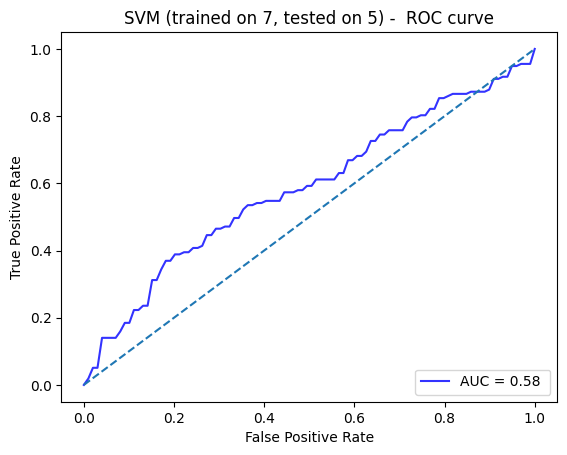 SVM (trained on 7, tested on 5) -  ROC curve
True Positive Rate
1.0
0.8
0.6
0.4
0.2
0.0
AUC = 0.58
0.0 0.2 0.4 0.6 0.8 1.0
False Positive Rate